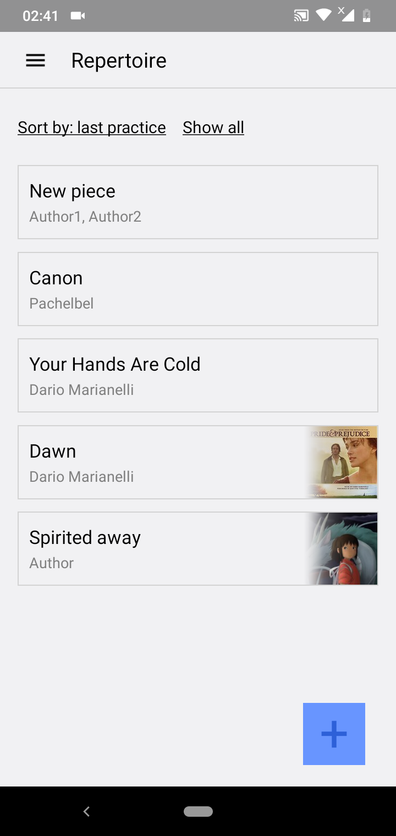 02:41
Repertoire
Sort by: last practice Show all
New piece
Author1, Author2
Canon
Pachelbel
Your Hands Are Cold
Dario Marianelli
Dawn
Dario Marianelli
PREJUDICE
Spirited away
Author